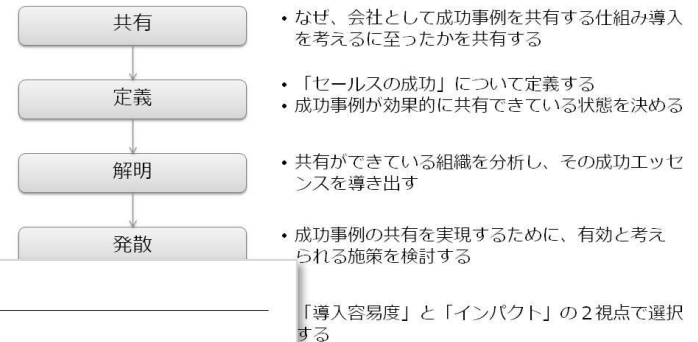 共有
・なぜ、会社として成功事例を共有する仕組み導入
を考えるに至ったかを共有する
定義
・「セールスの成功」について定義する
・成功事例が効果的に共有できている状態を決める
解明
・共有ができている組織を分析し、その成功エッセ
ンスを導き出す
発散
・成功事例の共有を実現するために、有効と考え
られる施策を検討する
「導入容易度」と「インパクト」の２視点で選択
する